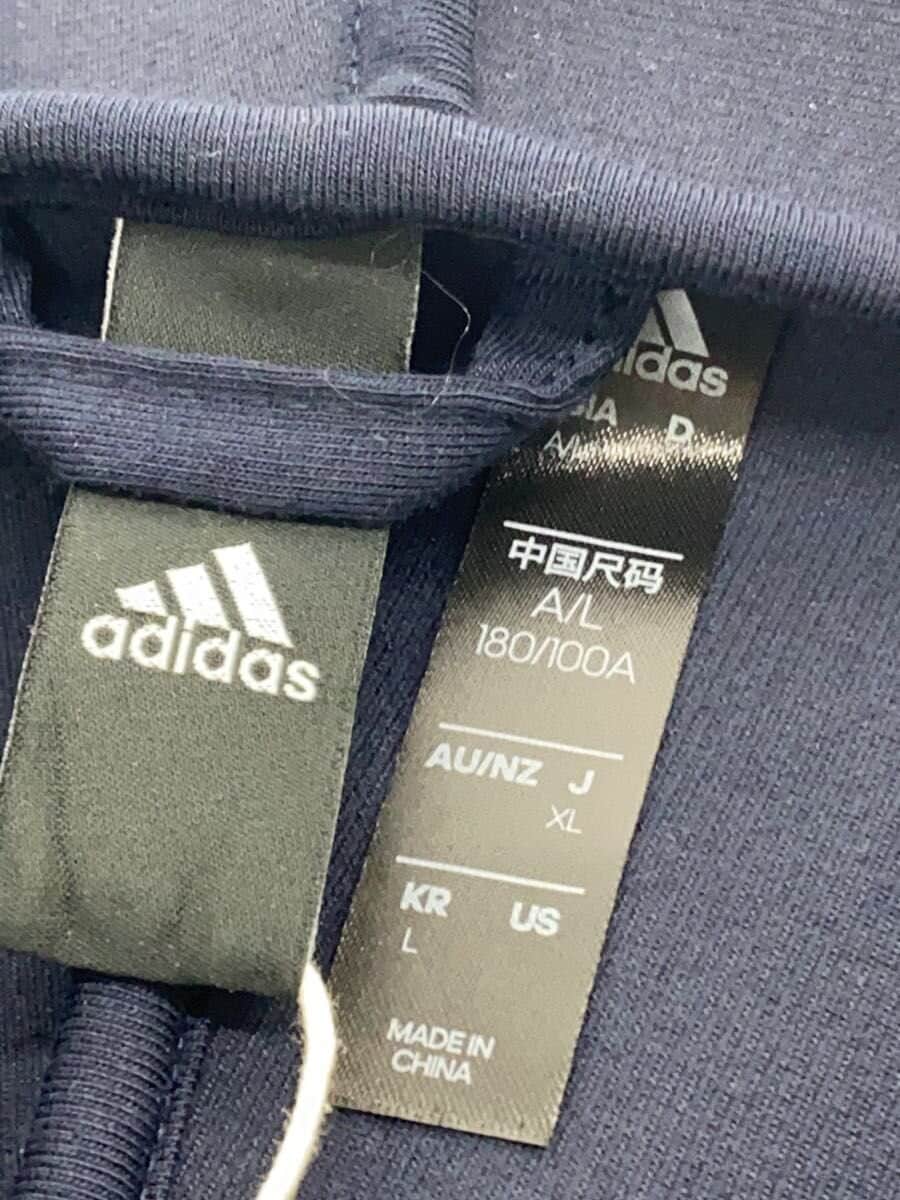 adidas
adidas
D
中国尺码
A/L
180/100A
AU/NZ J
XL
KR US
L
MADE IN
CHINA